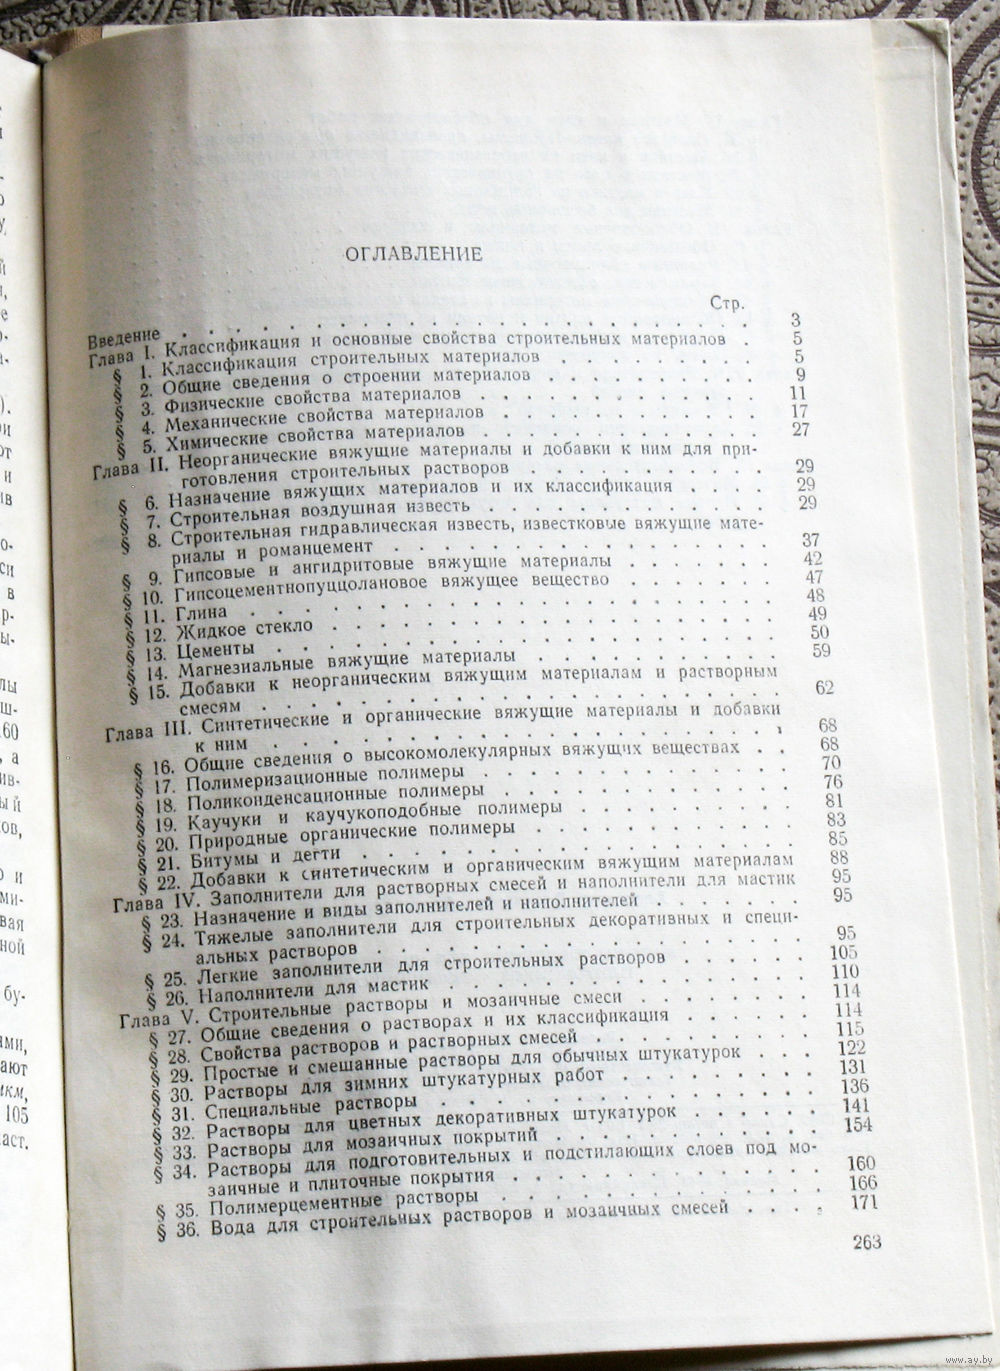 ОГЛАВЛЕНИЕ
Стр.
Введение . . . . . . . . . . . . . . . . . . . . 3
Глава I. Классификация и основные свойства строительных материалов . 5
§ 1. Классификация строительных материалов . . . . . . . . . 5
§ 2. Общие сведения о строении материалов . . . . . . . . . 9
§ 3. Физические свойства материалов . . . . . . . . . . . . 11
§ 4. Механические свойства материалов . . . . . . . . . . . 17
§ 5. Химические свойства материалов . . . . . . . . . . . . 27
Глава II. Неорганические вяжущие материалы и добавки к ним для при-
готовления строительных растворов . . . . . . . . . . 29
§ 6. Назначение вяжущих материалов и их классификация . . . . 29
§ 7. Строительная воздушная известь . . . . . . . . . . . . 29
§ 8. Строительная гидравлическая известь, известковые вяжущие мате-
риалы и романцемент . . . . . . . . . . . . . . . . 37
§ 9. Гипсовые и ангидритовые вяжущие материалы . . . . . . . 42
§ 10. Гипсоцементнопуццолановое вяжущее вещество . . . . . . . 47
§ 11. Глина . . . . . . . . . . . . . . . . . . . . . . 48
§ 12. Жидкое стекло . . . . . . . . . . . . . . . . . . 49
§ 13. Цементы . . . . . . . . . . . . . . . . . . . . . 50
§ 14. Магнезиальные вяжущие материалы . . . . . . . . . . . 59
§ 15. Добавки к неорганическим вяжущим материалам и растворным
смесям . . . . . . . . . . . . . . . . . . . . . 62
Глава III. Синтетические и органические вяжущие материалы и добавки
к ним . . . . . . . . . . . . . . . . . . . . . 68
§ 16. Общие сведения о высокомолекулярных вяжущих веществах . . 68
§ 17. Полимеризационные полимеры . . . . . . . . . . . . . 70
§ 18. Поликонденсационные полимеры . . . . . . . . . . . . 76
§ 19. Каучуки и каучукоподобные полимеры . . . . . . . . . 81
§ 20. Природные органические полимеры . . . . . . . . . . . 83
§ 21. Битумы и дегти . . . . . . . . . . . . . . . . . 85
§ 22. Добавки к синтетическим и органическим вяжущим материалам 88
Глава IV. Заполнители для растворных смесей и наполнители для мастик 95
§ 23. Назначение и виды заполнителей и наполнителей . . . . . . 95
§ 24. Тяжелые заполнители для строительных декоративных и специ-
альных растворов . . . . . . . . . . . . . . . . . 95
§ 25. Легкие заполнители для строительных растворов . . . . . . 105
§ 26. Наполнители для мастик . . . . . . . . . . . . . . 110
Глава V. Строительные растворы и мозаичные смеси . . . . . . . 114
§ 27. Общие сведения о растворах и их классификация . . . . . . 114
§ 28. Свойства растворов и растворных смесей . . . . . . . . . 115
§ 29. Простые и смешанные растворы для обычных штукатурок . . . 122
§ 30. Растворы для зимних штукатурных работ . . . . . . . . 131
§ 31. Специальные растворы . . . . . . . . . . . . . . . 136
§ 32. Растворы для цветных декоративных штукатурок . . . . . . 141
§ 33. Растворы для мозаичных покрытий . . . . . . . . . . . 154
§ 34. Растворы для подготовительных и подстилающих слоев под мо-
заичные и плиточные покрытия . . . . . . . . . . . . 160
§ 35. Полимерцементные растворы . . . . . . . . . . . . . 166
§ 36. Вода для строительных растворов и мозаичных смесей . . . . 171
263
www.ay.by